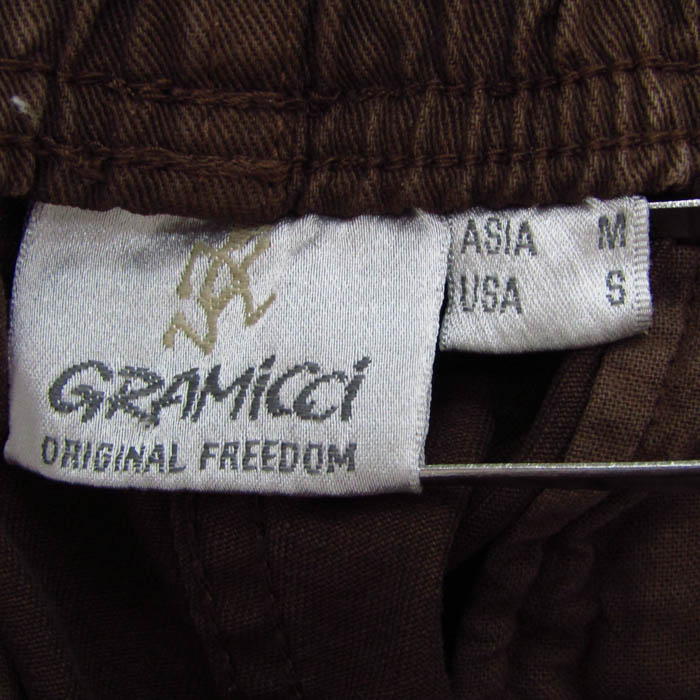 GRAMiCCi
ORIGINAL FREEDOM
ASIA M
USA S